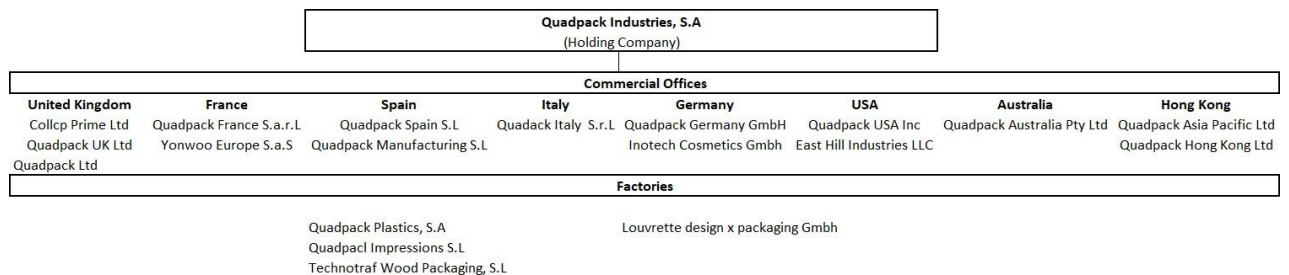 Quadpack Industries, S.A
(Holding Company)
Commercial Offices
United Kingdom France Spain Italy Germany USA Australia Hong Kong
Collcp Prime Ltd Quadpack France S.a.r.L Quadpack Spain S.L Quadack Italy S.r.L Quadpack Germany GmbH Quadpack USA Inc Quadpack Australia Pty Ltd Quadpack Asia Pacific Ltd
Quadpack UK Ltd Yonwoo Europe S.a.S Quadpack Manufacturing S.L Inotech Cosmetics Gmbh East Hill Industries LLC Quadpack Hong Kong Ltd
Quadpack Ltd
Factories
Quadpack Plastics, S.A Louvrette design x packaging Gmbh
Quadpacl Impressions S.L
Technotraf Wood Packaging, S.L